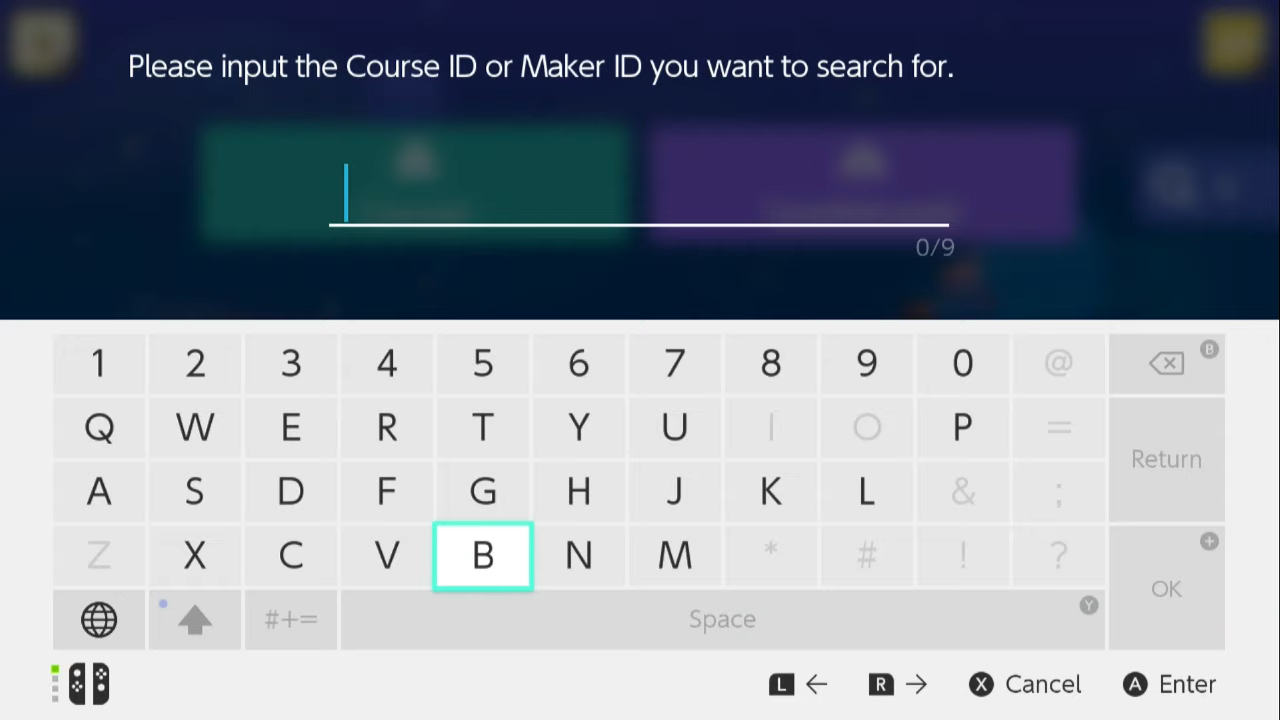 Please input the Course ID or Maker ID you want to search for.
0/9
1 2 3 4 5 6 7 8 9 0 @ B
Q W E R T Y U I O P =
Return
A S D F G H J K L & ;
Z X C V B N M * # ! ? +
OK
#+= Space Y
L ← R → X Cancel A Enter